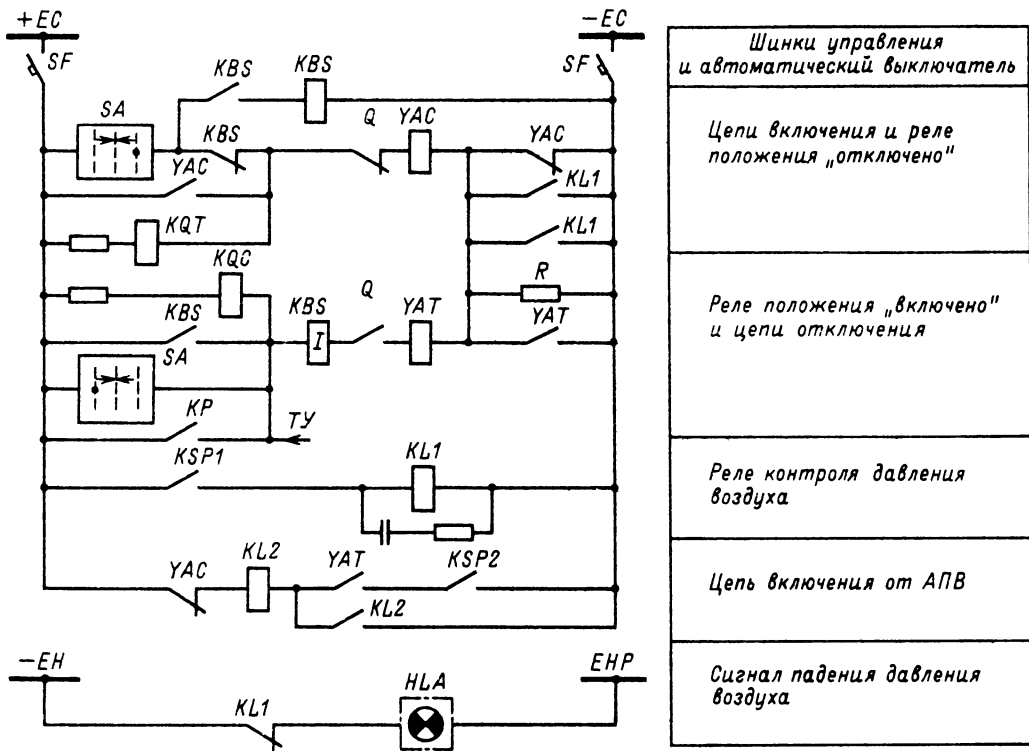 +EC
−EC
SF
SF
KBS
KBS
SA
KBS
Q
YAC
YAC
YAC
KL1
KQT
KL1
KQC
R
KBS
KBS
I
Q
YAT
YAT
SA
KP
ТУ
KSP1
KL1
YAC
KL2
YAT
KSP2
KL2
−EH
EHP
KL1
HLA
Шинки управления
и автоматический выключатель
Цепи включения и реле
положения „отключено"
Реле положения „включено"
и цепи отключения
Реле контроля давления
воздуха
Цепь включения от АПВ
Сигнал падения давления
воздуха